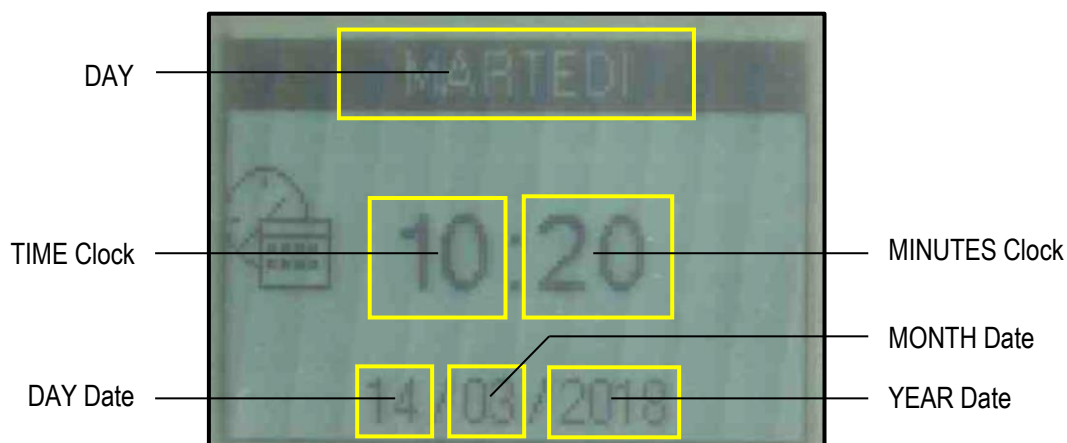 DAY
MARTEDI
TIME Clock
10:20
MINUTES Clock
MONTH Date
DAY Date
14/03/2018
YEAR Date